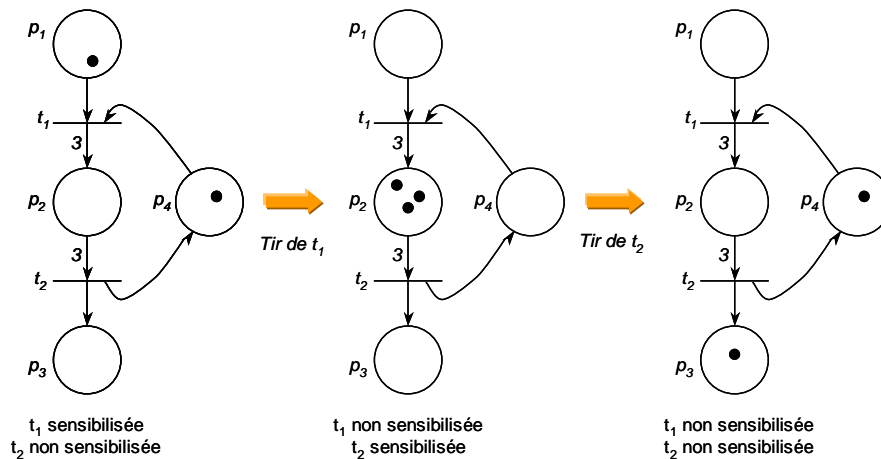 p1
p1
p1
t1
t1
t1
3
3
3
p2
p4
p2
p4
p2
p4
Tir de t1
Tir de t2
3
3
3
t2
t2
t2
p3
p3
p3
t1 sensibilisée
t2 non sensibilisée
t1 non sensibilisée
t2 sensibilisée
t1 non sensibilisée
t2 non sensibilisée